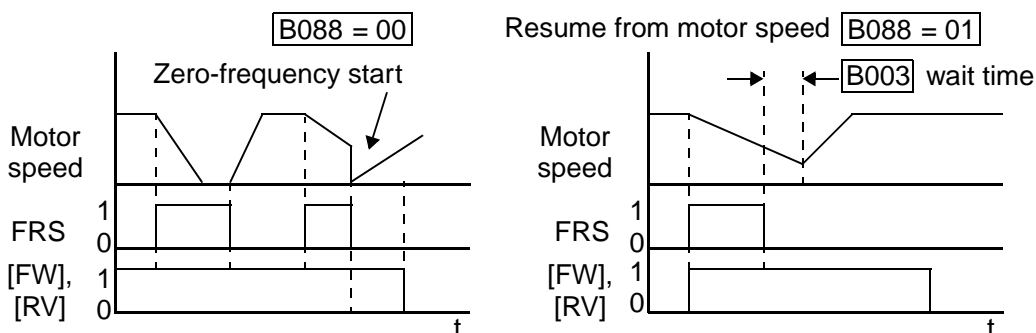 B088 = 00
Zero-frequency start
Motor
speed
FRS
1
0
[FW],
[RV]
1
0
t
Resume from motor speed B088 = 01
B003 wait time
Motor
speed
FRS
1
0
[FW],
[RV]
1
0
t